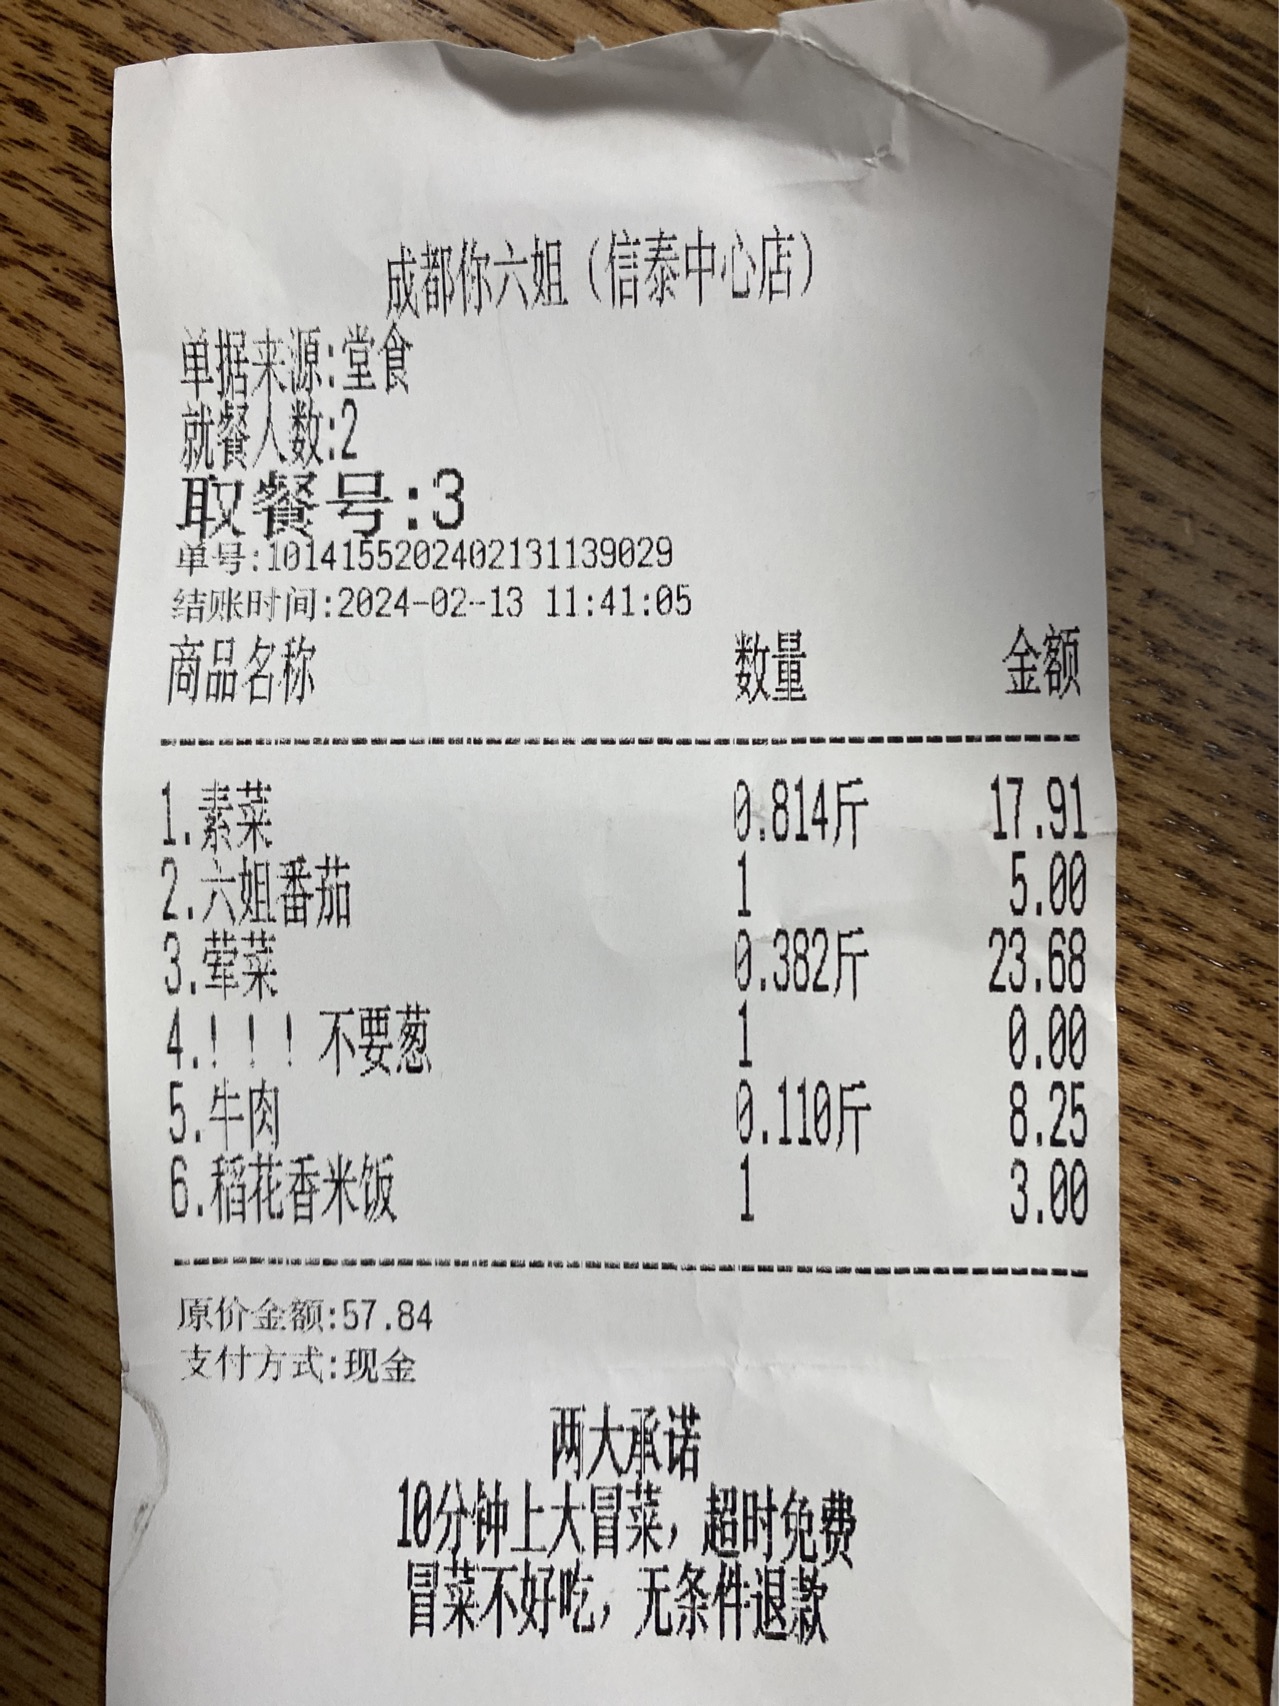 成都你六姐（信泰中心店）
单据来源:堂食
就餐人数:2
取餐号:3
单号:1014155202402131139029
结账时间:2024-02-13 11:41:05
商品名称 数量 金额
1.素菜 0.814斤 17.91
2.六姐番茄 1 5.00
3.荤菜 0.382斤 23.68
4.！！！不要葱 1 0.00
5.牛肉 0.110斤 8.25
6.稻花香米饭 1 3.00
原价金额:57.84
支付方式:现金
两大承诺
10分钟上大冒菜，超时免费
冒菜不好吃，无条件退款